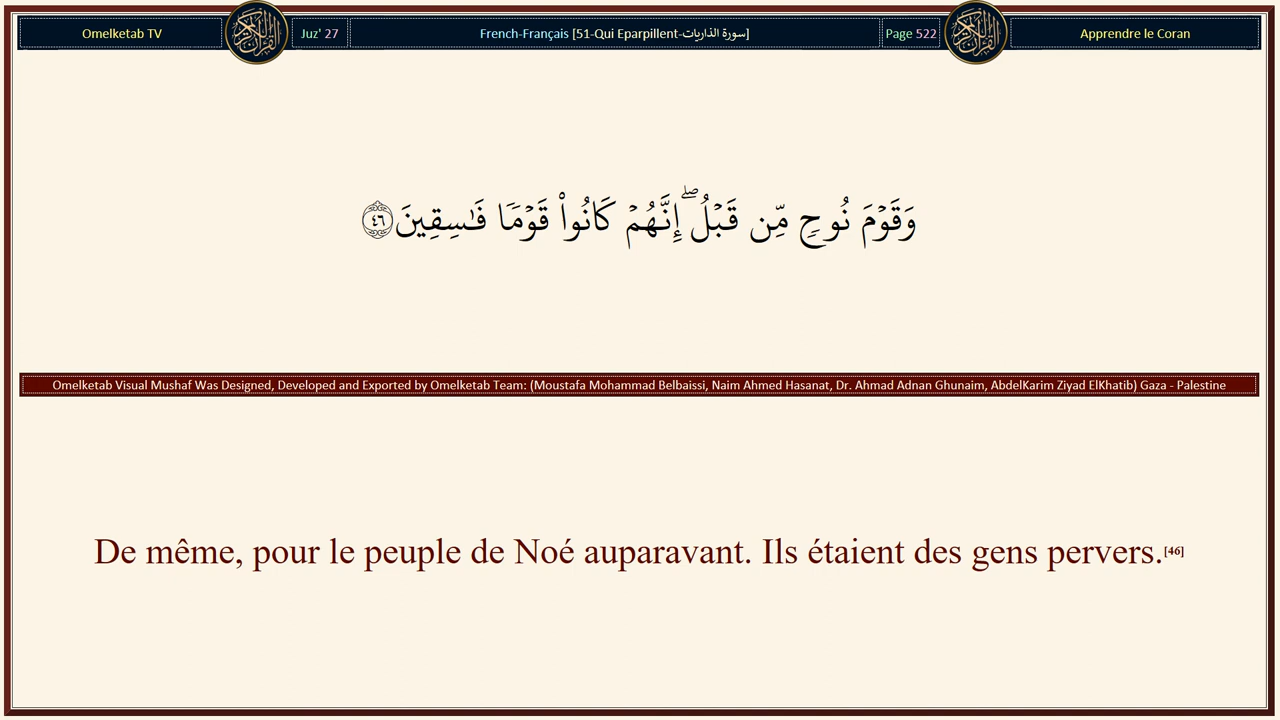 Omelketab TV
Juz' 27
French-Français [51-Qui Eparpillent-سورة الذاريات]
Page 522
Apprendre le Coran
وَقَوْمَ نُوحٍ مِّن قَبْلُ ۖ إِنَّهُمْ كَانُوا۟ قَوْمًا فَـٰسِقِينَ ٤٦
Omelketab Visual Mushaf Was Designed, Developed and Exported by Omelketab Team: (Moustafa Mohammad Belbaissi, Naim Ahmed Hasanat, Dr. Ahmad Adnan Ghunaim, AbdelKarim Ziyad ElKhatib) Gaza - Palestine
De même, pour le peuple de Noé auparavant. Ils étaient des gens pervers.[46]